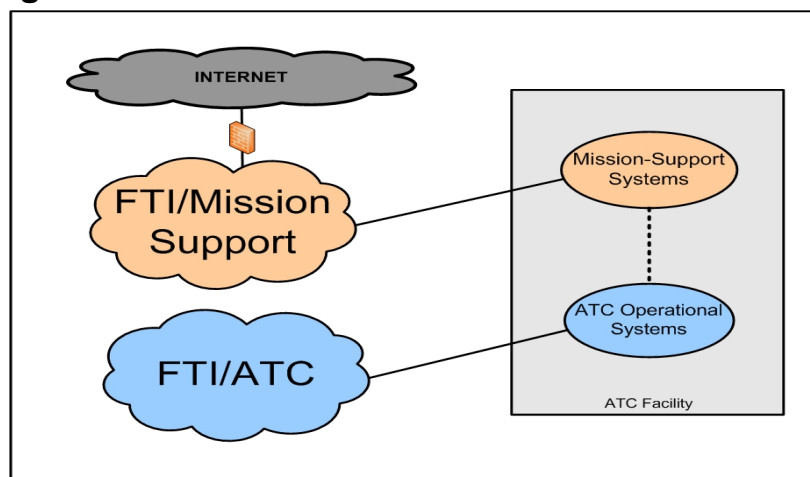 INTERNET
FTI/Mission
Support
Mission-Support
Systems
FTI/ATC
ATC Operational
Systems
ATC Facility